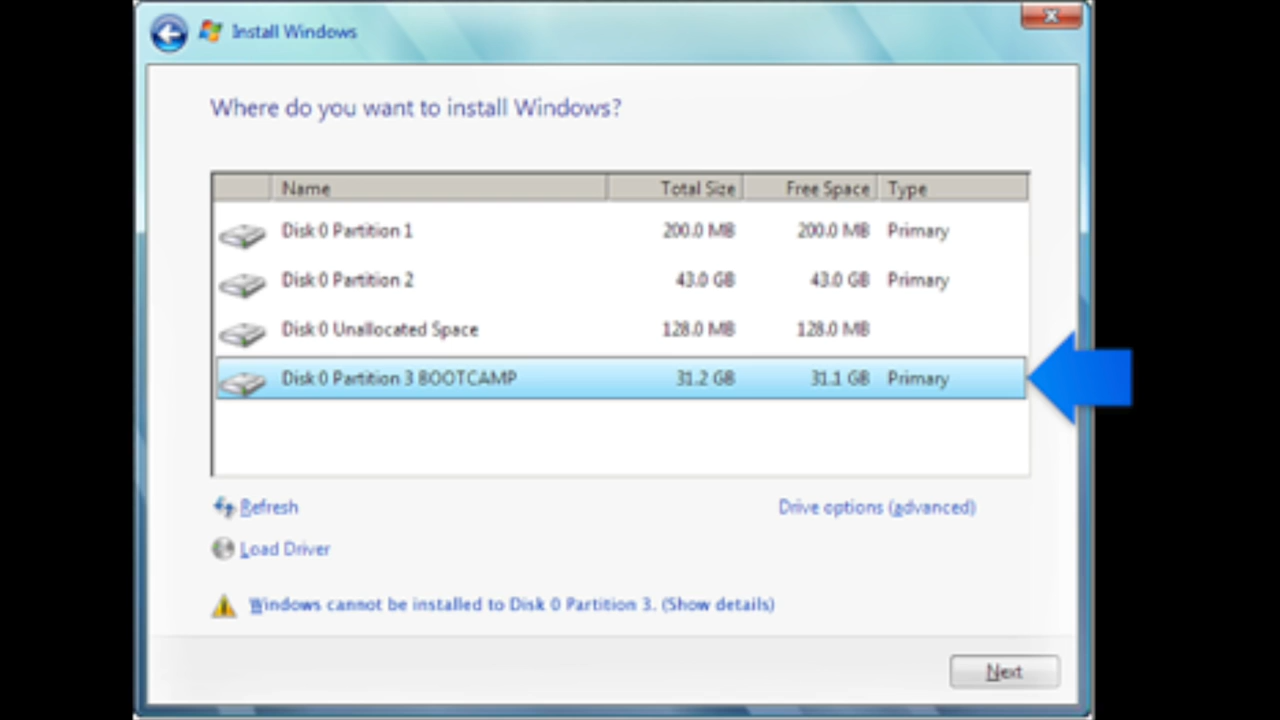 Install Windows
Where do you want to install Windows?
Name Total Size Free Space Type
Disk 0 Partition 1 200.0 MB 200.0 MB Primary
Disk 0 Partition 2 43.0 GB 43.0 GB Primary
Disk 0 Unallocated Space 128.0 MB 128.0 MB
Disk 0 Partition 3 BOOTCAMP 31.2 GB 31.1 GB Primary
Refresh Drive options (advanced)
Load Driver
Windows cannot be installed to Disk 0 Partition 3. (Show details)
Next